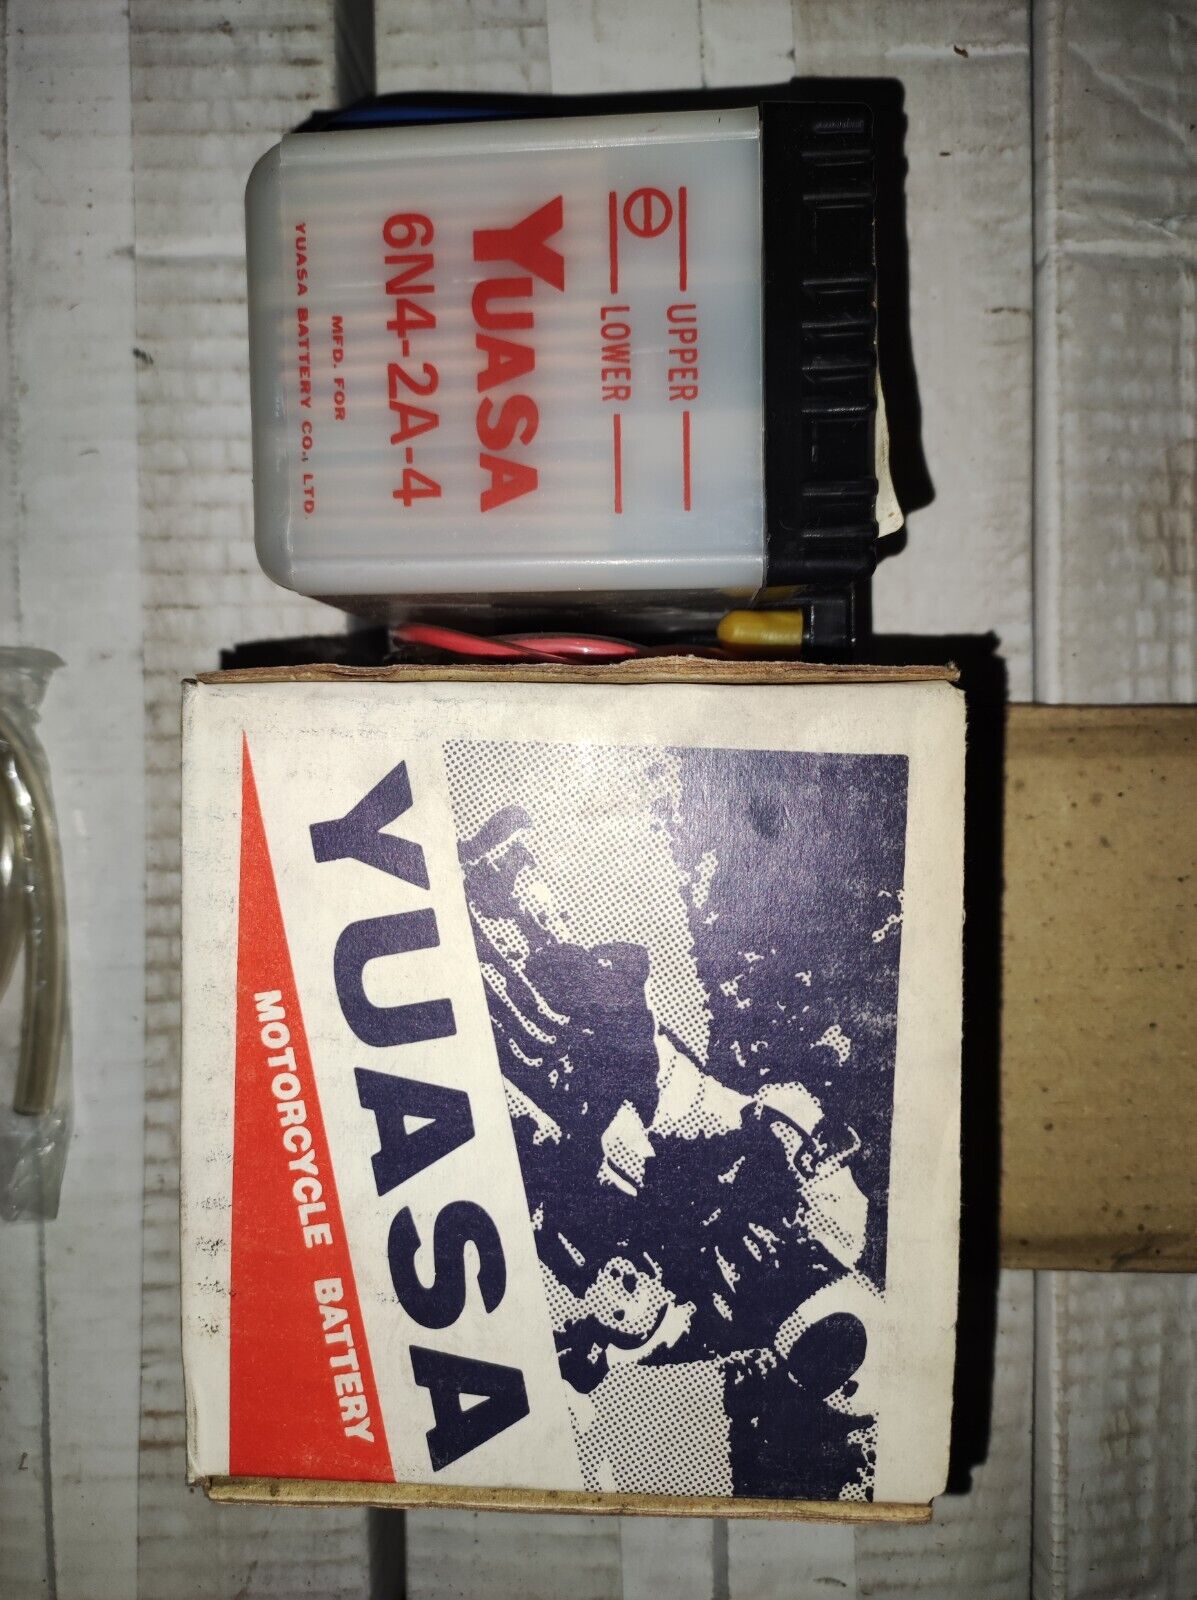 UPPER
LOWER
YUASA
6N4-2A-4
MFD. FOR
YUASA BATTERY CO., LTD.
YUASA
MOTORCYCLE BATTERY